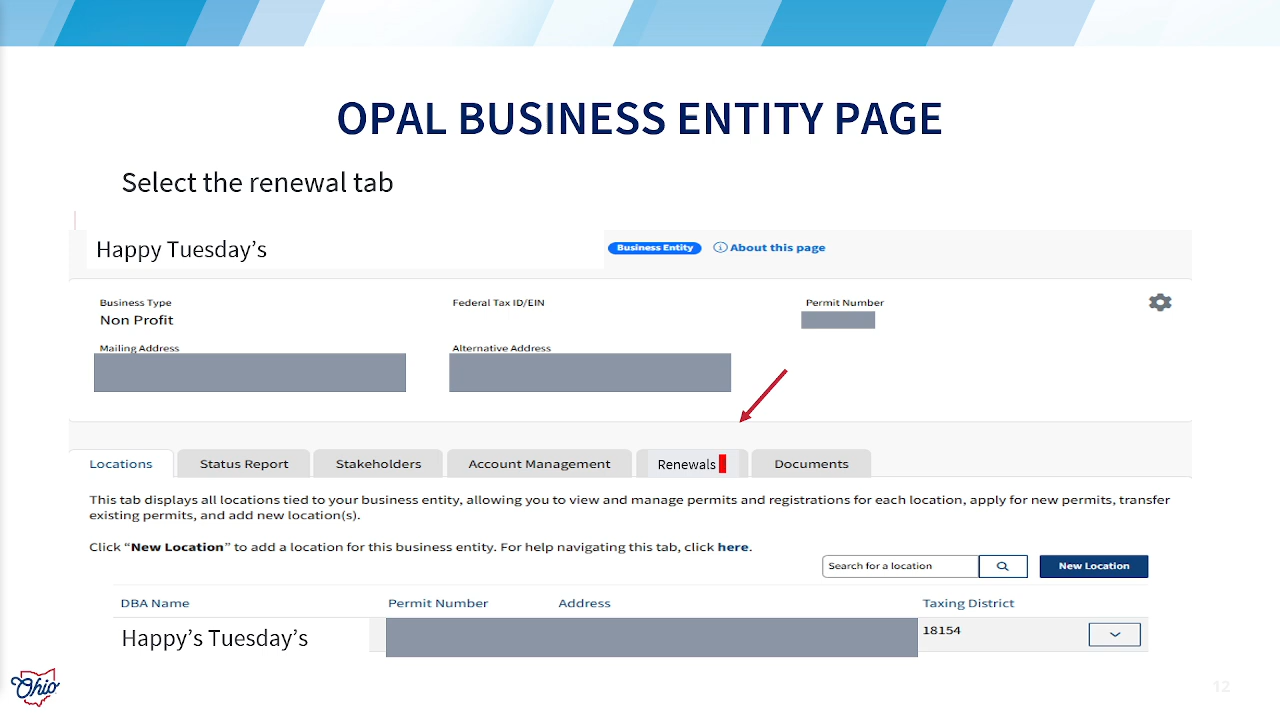 OPAL BUSINESS ENTITY PAGE
Select the renewal tab
Happy Tuesday’s
Business Entity
About this page
Business Type
Federal Tax ID/EIN
Permit Number
Non Profit
Mailing Address
Alternative Address
Locations
Status Report
Stakeholders
Account Management
Renewals
Documents
This tab displays all locations tied to your business entity, allowing you to view and manage permits and registrations for each location, apply for new permits, transfer
existing permits, and add new location(s).
Click “New Location” to add a location for this business entity. For help navigating this tab, click here.
Search for a location
New Location
DBA Name
Permit Number
Address
Taxing District
Happy’s Tuesday’s
18154
Ohio
12